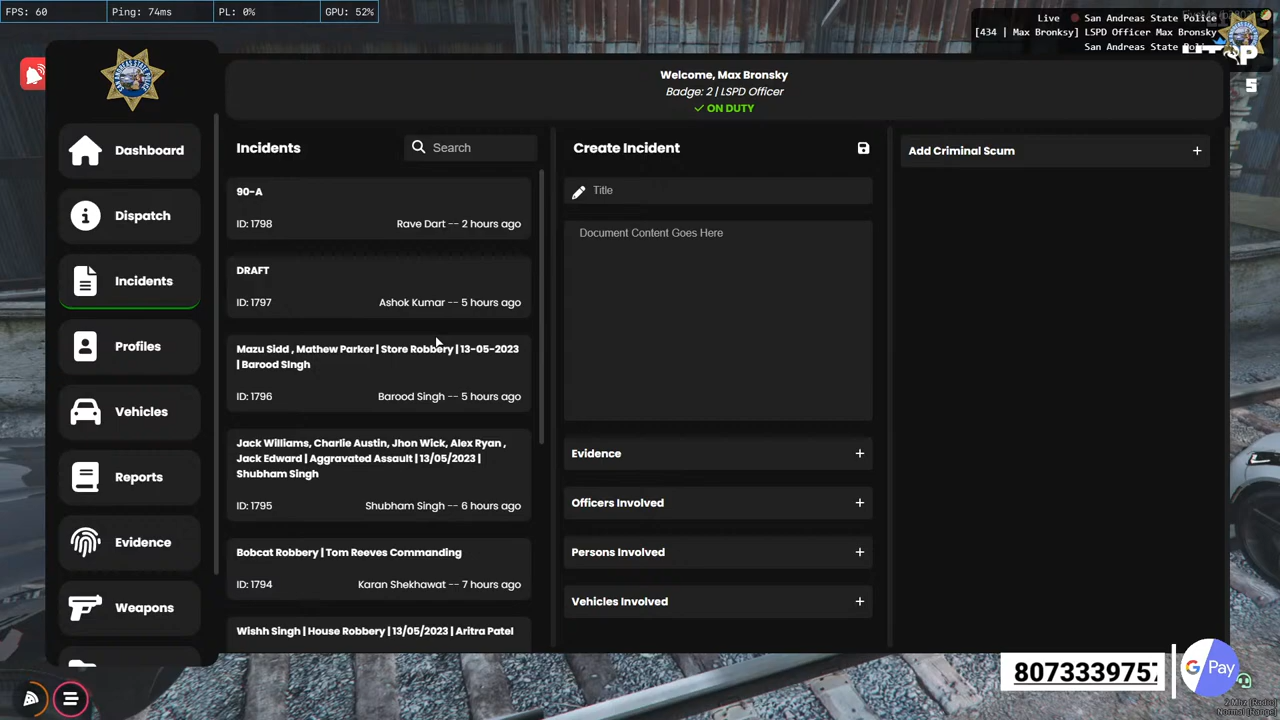 FPS: 60
Ping: 74ms
PL: 0%
GPU: 52%
Live
San Andreas State Police
[434 | Max Bronksy] LSPD Officer Max Bronsky
San Andreas State Police
Welcome, Max Bronsky
Badge: 2 | LSPD Officer
ON DUTY
Dashboard
Dispatch
Incidents
Profiles
Vehicles
Reports
Evidence
Weapons
Incidents
Search
90-A
ID: 1798
Rave Dart -- 2 hours ago
DRAFT
ID: 1797
Ashok Kumar -- 5 hours ago
Mazu Sidd , Mathew Parker | Store Robbery | 13-05-2023
| Barood SIngh
ID: 1796
Barood Singh -- 5 hours ago
Jack Williams, Charlie Austin, Jhon Wick, Alex Ryan ,
Jack Edward | Aggravated Assault | 13/05/2023 |
Shubham Singh
ID: 1795
Shubham Singh -- 6 hours ago
Bobcat Robbery | Tom Reeves Commanding
ID: 1794
Karan Shekhawat -- 7 hours ago
Wishh Singh | House Robbery | 13/05/2023 | Aritra Patel
Create Incident
Title
Document Content Goes Here
Evidence
Officers Involved
Persons Involved
Vehicles Involved
Add Criminal Scum
S
8073339757
G Pay
Normal (Range)